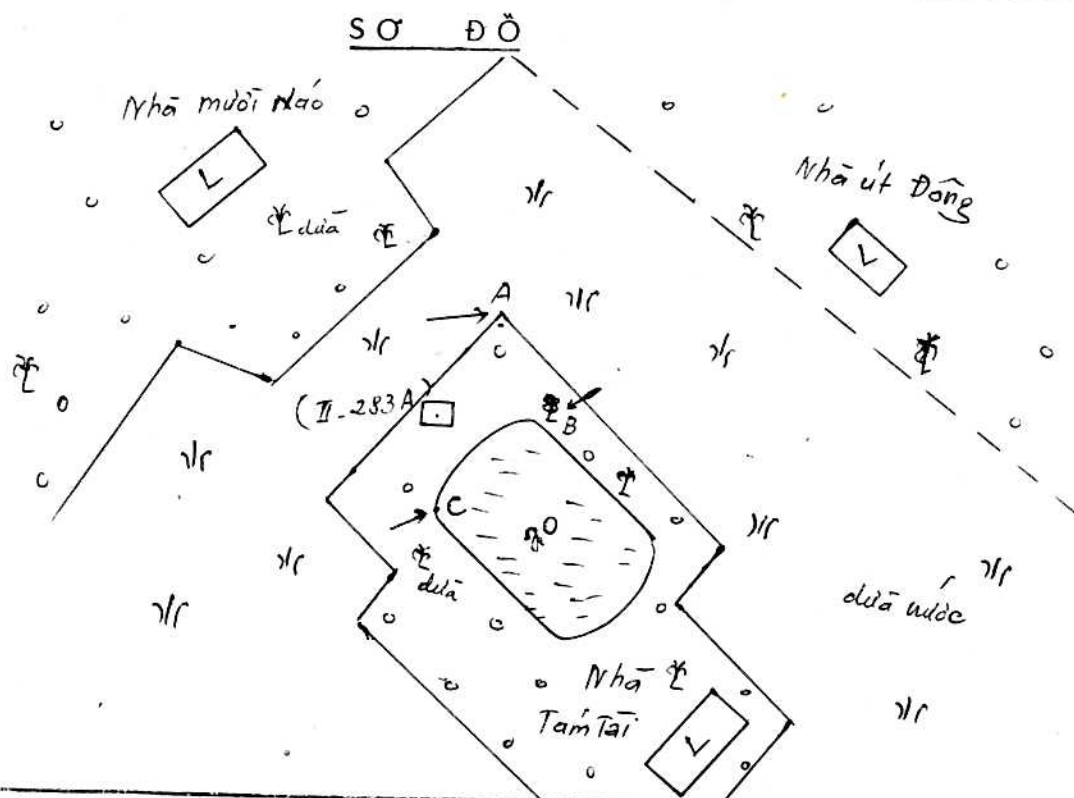 SƠ ĐỒ
Nhà mười Náo
Nhà út Đông
dừa
A
(II-283A)
B
C
O
dừa
dừa nước
Nhà
Tám Tài